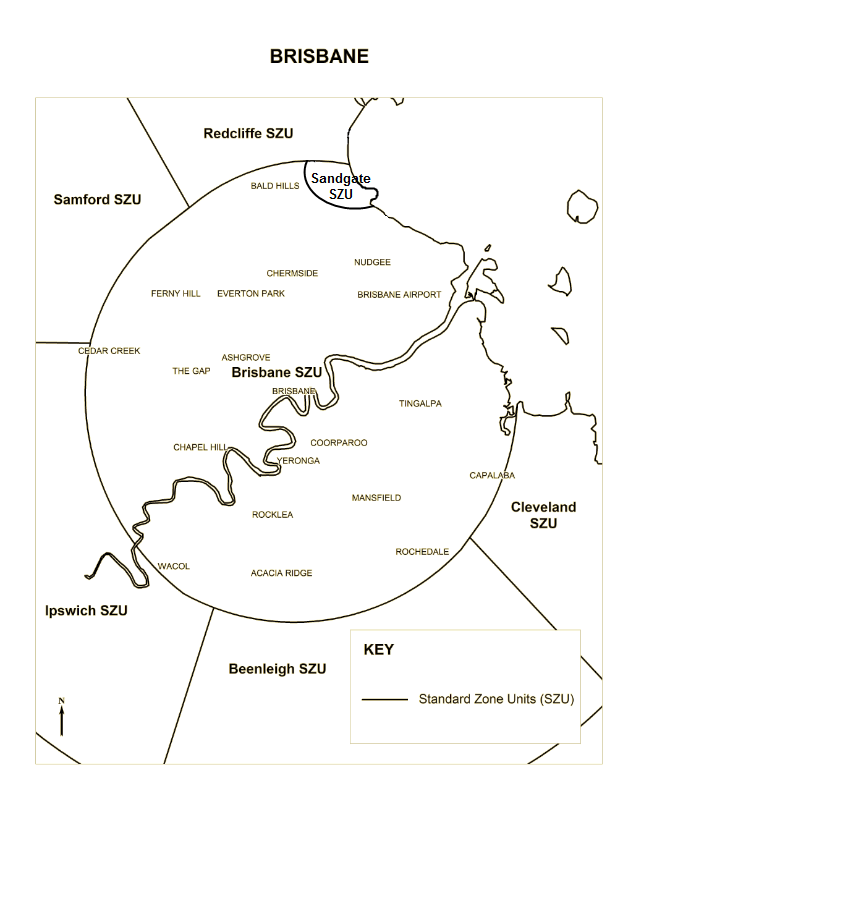 BRISBANE
Redcliffe SZU
Sandgate
SZU
BALD HILLS
Samford SZU
NUDGEE
CHERMSIDE
FERNY HILL
EVERTON PARK
BRISBANE AIRPORT
CEDAR CREEK
ASHGROVE
THE GAP
Brisbane SZU
BRISBANE
TINGALPA
COORPAROO
CHAPEL HILL
YERONGA
CAPALABA
MANSFIELD
Cleveland
SZU
ROCKLEA
ROCHEDALE
WACOL
ACACIA RIDGE
Ipswich SZU
Beenleigh SZU
KEY
Standard Zone Units (SZU)
N